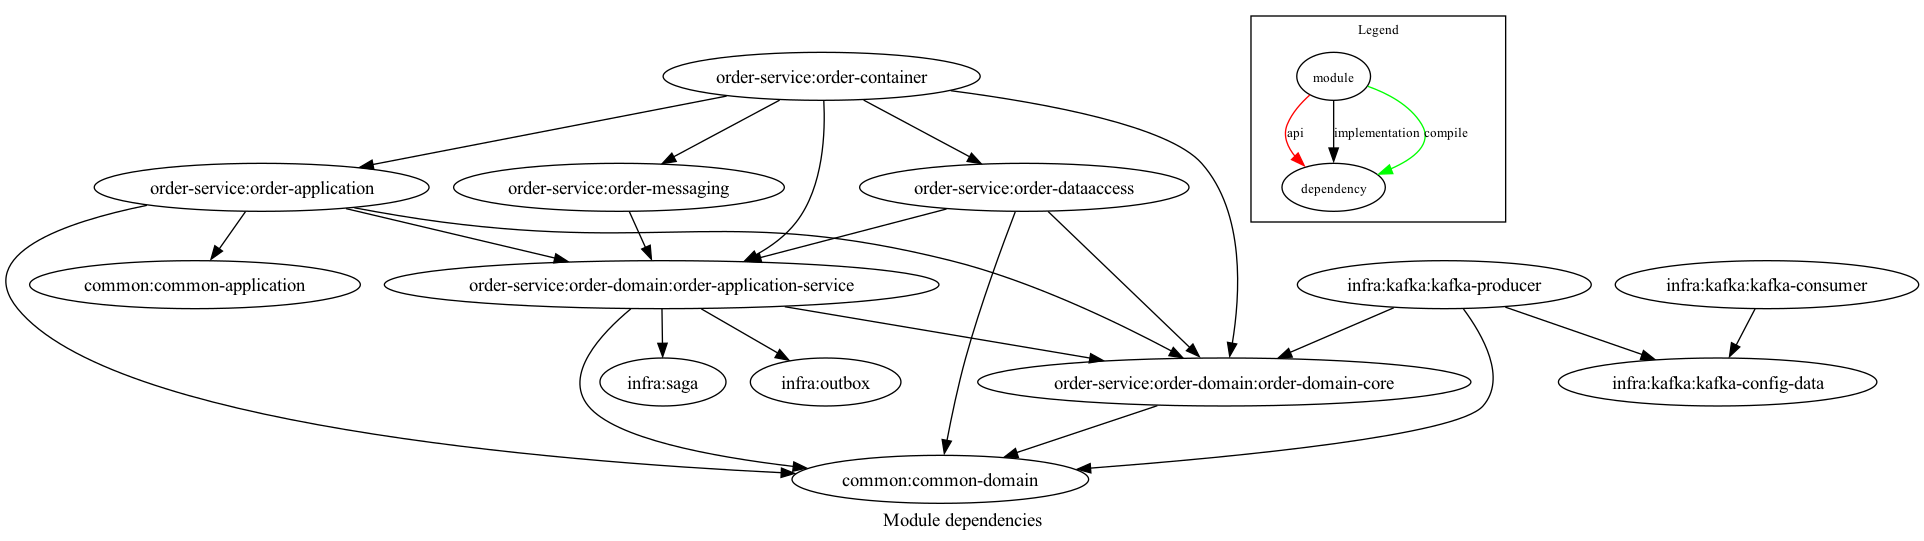 Legend
order-service:order-container
module
api
implementation
compile
order-service:order-application
order-service:order-messaging
order-service:order-dataaccess
dependency
common:common-application
order-service:order-domain:order-application-service
infra:kafka:kafka-producer
infra:kafka:kafka-consumer
infra:saga
infra:outbox
order-service:order-domain:order-domain-core
infra:kafka:kafka-config-data
common:common-domain
Module dependencies